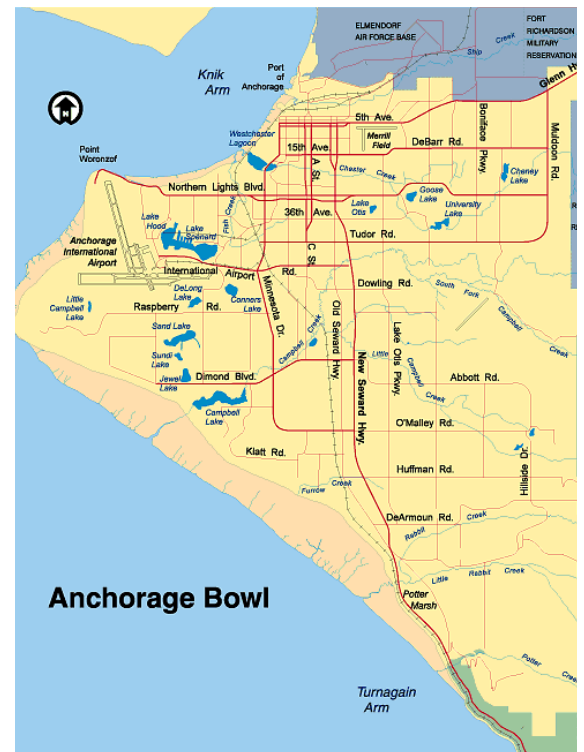 ELMENDORF
AIR FORCE BASE
FORT
RICHARDSON
MILITARY
RESERVATION
Ship Creek
Knik
Arm
Port
of
Anchorage
Glenn H
N
5th Ave.
Merrill
Field
Boniface Pkwy.
Muldoon Rd.
Westchester
Lagoon
15th Ave.
DeBarr Rd.
A St.
Point
Woronzof
Chester Creek
Cheney
Lake
Northern Lights Blvd.
Goose
Lake
Fish Creek
36th Ave.
Lake
Otis
University
Lake
Lake
Hood
Lake
Spenard
Tudor Rd.
Anchorage
International
Airport
C St.
International Airport Rd.
Minnesota Dr.
Dowling Rd.
South Fork Campbell Creek
DeLong
Lake
Conners
Lake
Little
Campbell
Lake
Raspberry Rd.
Old Seward Hwy.
Sand Lake
Campbell Creek
Lake Otis Pkwy.
Sundi
Lake
Little Campbell Creek
New Seward Hwy.
Jewel
Lake
Dimond Blvd.
Abbott Rd.
Campbell
Lake
O'Malley Rd.
Klatt Rd.
Hillside Dr.
Huffman Rd.
Furrow Creek
DeArmoun Rd.
Rabbit Creek
Little Rabbit Creek
Anchorage Bowl
Potter
Marsh
Potter Cree
Turnagain
Arm